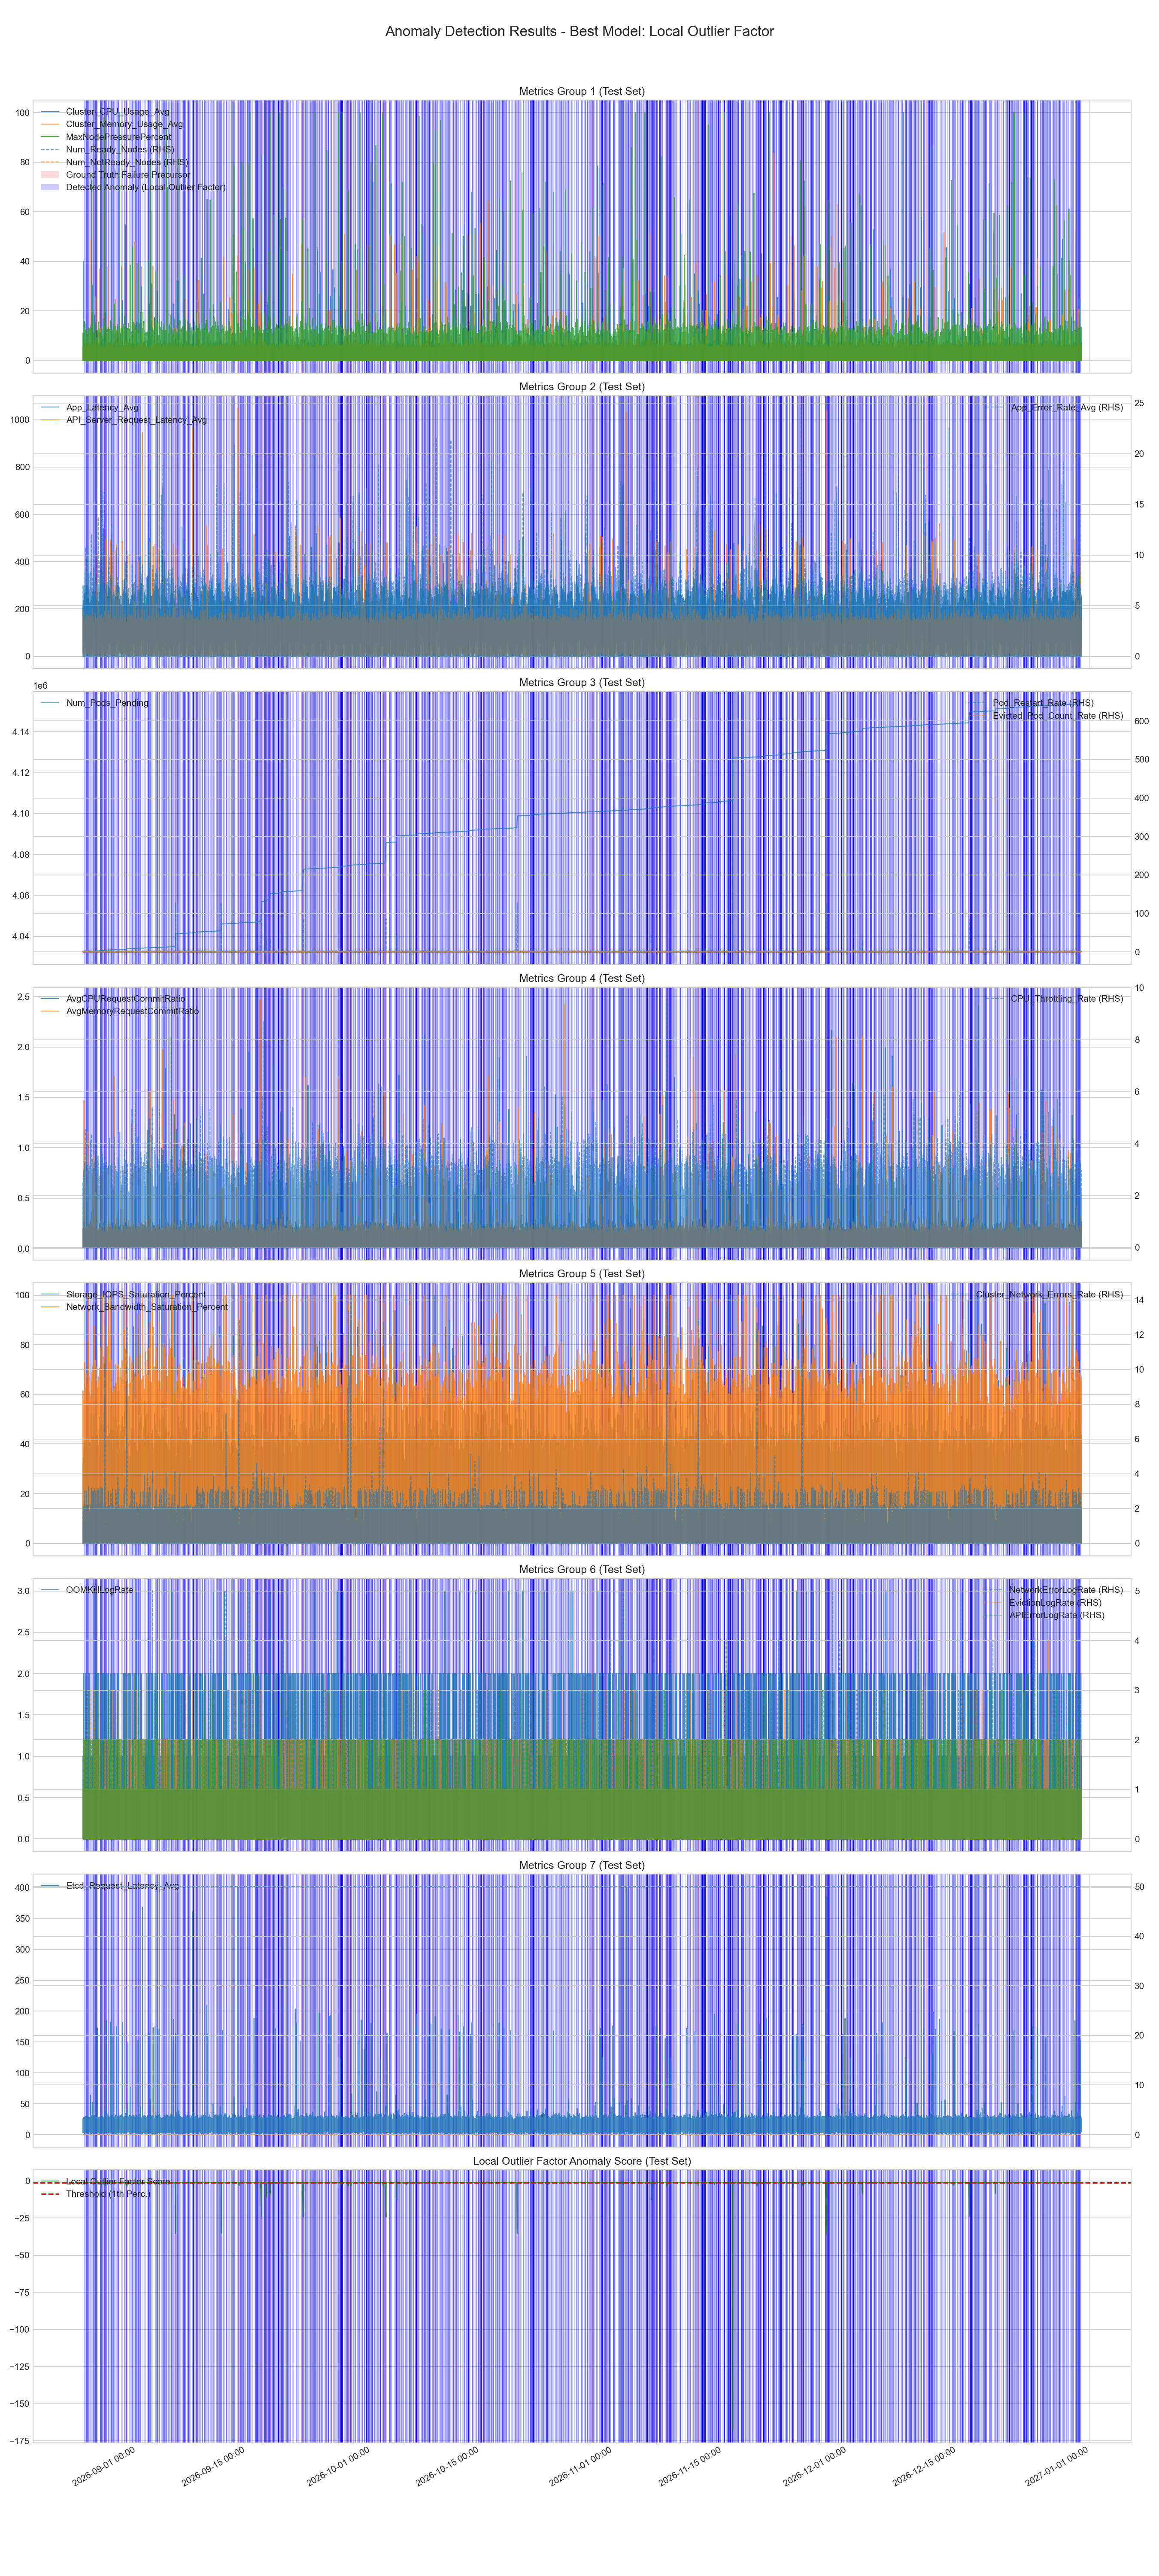 Anomaly Detection Results - Best Model: Local Outlier Factor
Metrics Group 1 (Test Set)
Cluster_CPU_Usage_Avg
Cluster_Memory_Usage_Avg
MaxNodePressurePercent
Num_Ready_Nodes (RHS)
Num_NotReady_Nodes (RHS)
Ground Truth Failure Precursor
Detected Anomaly (Local Outlier Factor)
100
80
60
40
20
0
Metrics Group 2 (Test Set)
App_Latency_Avg
API_Server_Request_Latency_Avg
App_Error_Rate_Avg (RHS)
1000
800
600
400
200
0
25
20
15
10
5
0
Metrics Group 3 (Test Set)
1e6
Num_Pods_Pending
Pod_Restart_Rate (RHS)
Evicted_Pod_Count_Rate (RHS)
4.14
4.12
4.10
4.08
4.06
4.04
600
500
400
300
200
100
0
Metrics Group 4 (Test Set)
AvgCPURequestCommitRatio
AvgMemoryRequestCommitRatio
CPU_Throttling_Rate (RHS)
2.5
2.0
1.5
1.0
0.5
0.0
10
8
6
4
2
0
Metrics Group 5 (Test Set)
Storage_IOPS_Saturation_Percent
Network_Bandwidth_Saturation_Percent
Cluster_Network_Errors_Rate (RHS)
100
80
60
40
20
0
14
12
10
8
6
4
2
0
Metrics Group 6 (Test Set)
OOMKillLogRate
NetworkErrorLogRate (RHS)
EvictionLogRate (RHS)
APIErrorLogRate (RHS)
3.0
2.5
2.0
1.5
1.0
0.5
0.0
5
4
3
2
1
0
Metrics Group 7 (Test Set)
Etcd_Request_Latency_Avg
400
350
300
250
200
150
100
50
0
50
40
30
20
10
0
Local Outlier Factor Anomaly Score (Test Set)
Local Outlier Factor Score
Threshold (1th Perc.)
0
−25
−50
−75
−100
−125
−150
−175
2026-09-01 00:00
2026-09-15 00:00
2026-10-01 00:00
2026-10-15 00:00
2026-11-01 00:00
2026-11-15 00:00
2026-12-01 00:00
2026-12-15 00:00
2027-01-01 00:00